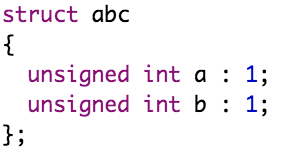 struct abc
{
  unsigned int a : 1;
  unsigned int b : 1;
};